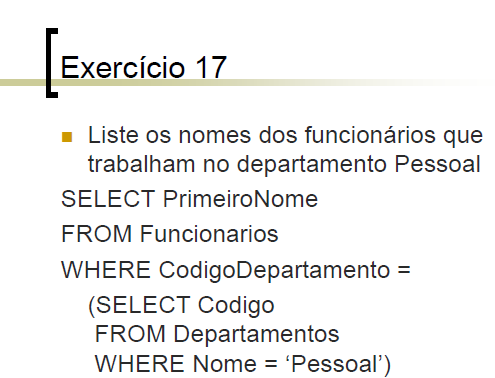 Exercício 17
Liste os nomes dos funcionários que
trabalham no departamento Pessoal
SELECT PrimeiroNome
FROM Funcionarios
WHERE CodigoDepartamento =
(SELECT Codigo
FROM Departamentos
WHERE Nome = ‘Pessoal’)